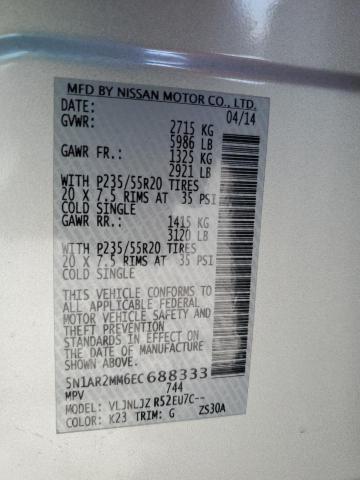 MFD BY NISSAN MOTOR CO., LTD.
DATE: 04/14
GVWR: 2715 KG
5986 LB
GAWR FR.: 1325 KG
2921 LB
WITH P235/55R20 TIRES
20 X 7.5 RIMS AT 35 PSI
COLD SINGLE
GAWR RR.: 1415 KG
3120 LB
WITH P235/55R20 TIRES
20 X 7.5 RIMS AT 35 PSI
COLD SINGLE
THIS VEHICLE CONFORMS TO
ALL APPLICABLE FEDERAL
MOTOR VEHICLE SAFETY AND
THEFT PREVENTION
STANDARDS IN EFFECT ON
THE DATE OF MANUFACTURE
5N1AR2MM6EC688333
MPV 744
MODEL: VLJNLJZ R52EU7C--
COLOR: K23 TRIM: G ZS30A